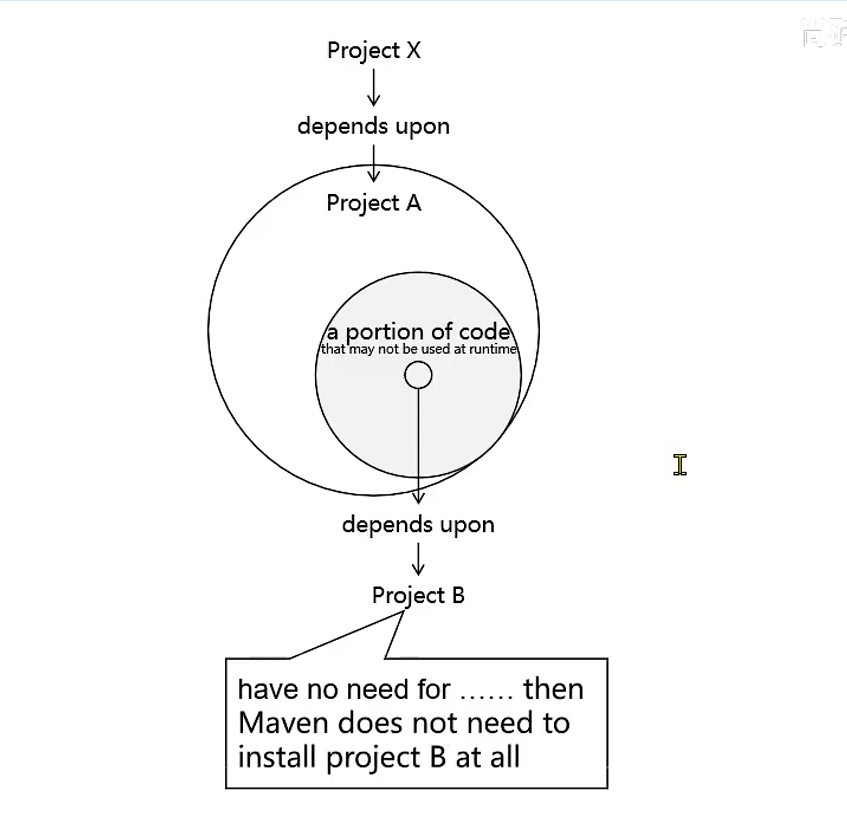 Project X
depends upon
Project A
a portion of code
that may not be used at runtime
depends upon
Project B
have no need for …… then
Maven does not need to
install project B at all